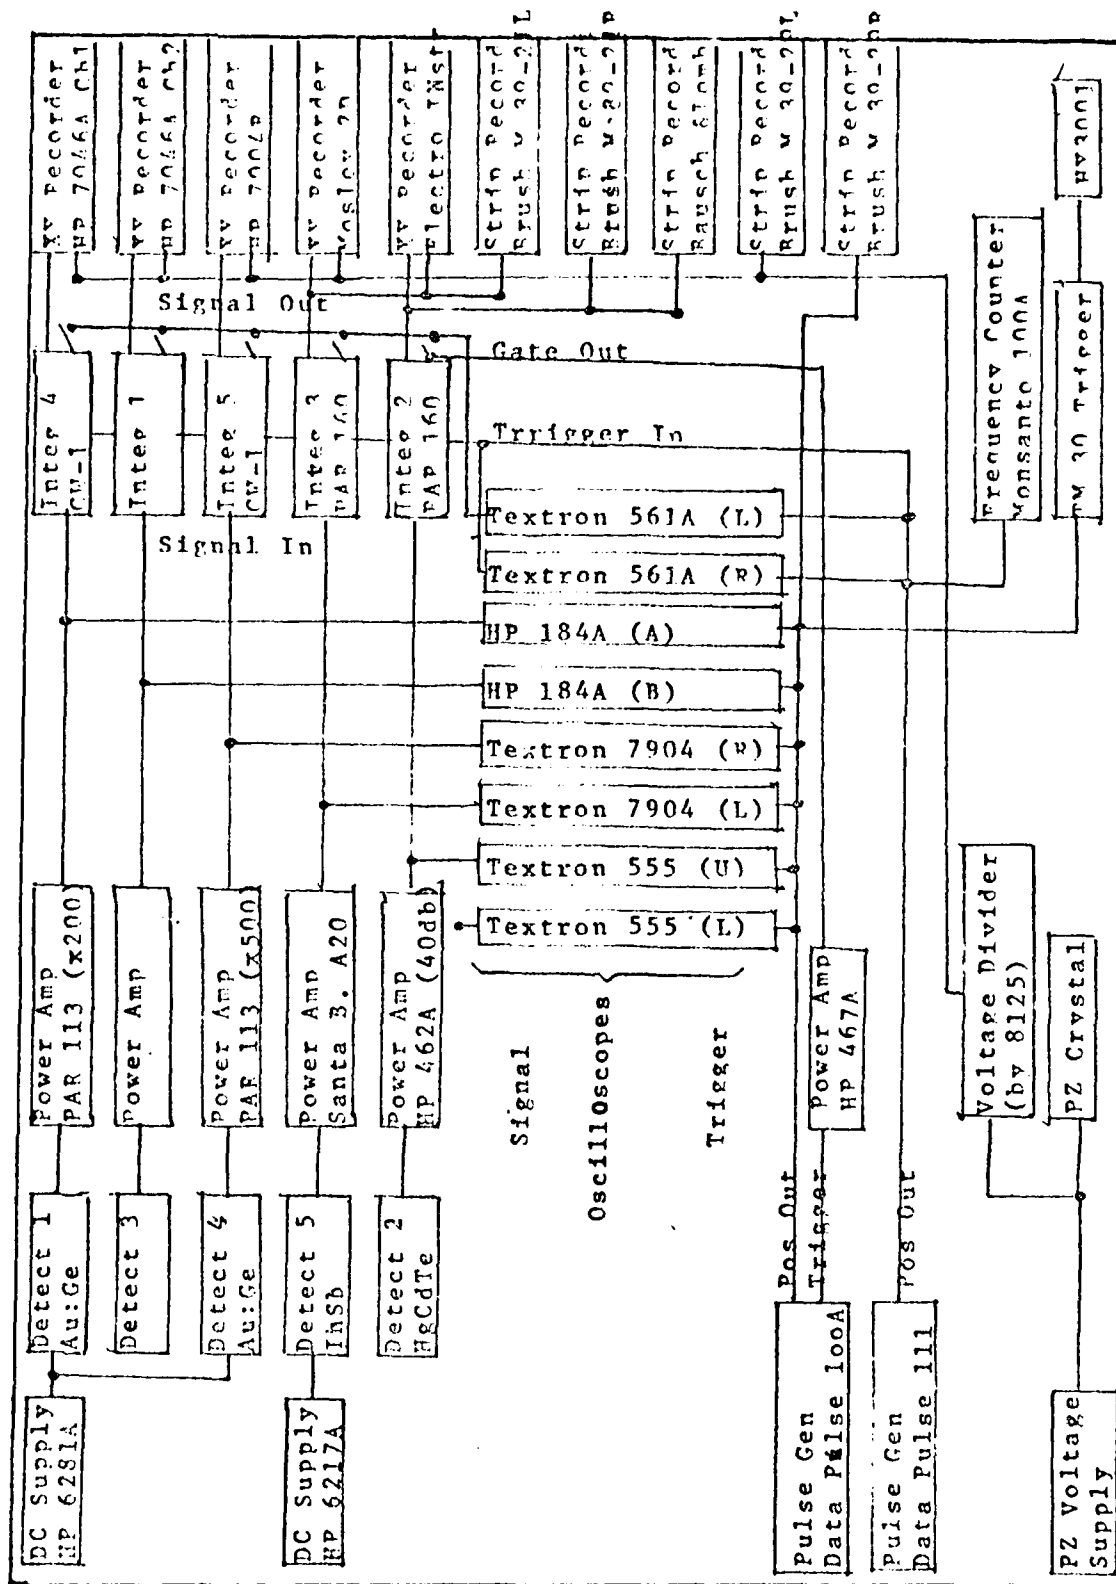 DC Supply
HP 6281A
DC Supply
HP 6217A
Detect 1
Au:Ge
Detect 3
Detect 4
Au:Ge
Detect 5
InSb
Detect 2
HgCdTe
Power Amp
PAR 113 (x200)
Power Amp
Power Amp
PAR 113 (x500)
Power Amp
Santa B. A20
Power Amp
HP 462A (40db)
Signal In
Integ 4
CW-1
Integ 1
Integ 5
CW-1
Integ 3
PAR 160
Integ 2
PAR 160
Signal Out
Gate Out
Trrigger In
XY Recorder
HP 7046A Ch1
XY Recorder
HP 7046A Ch2
XY Recorder
HP 7004B
XY Recorder
XY Recorder
Electro INst
Strip Record
Brush
Strip Record
Brush
Strip Record
Strip Record
Brush
Strip Record
Brush
Textron 561A (L)
Textron 561A (R)
HP 184A (A)
HP 184A (B)
Textron 7904 (R)
Textron 7904 (L)
Textron 555 (U)
Textron 555 (L)
Signal
Oscilloscopes
Trigger
Pulse Gen
Data Pulse 100A
Pos Out
Trigger
Power Amp
HP 467A
Pulse Gen
Data Pulse 111
Pos Out
Frequency Counter
Monsanto 100A
Trigger
Voltage Divider
(by 8125)
PZ Crystal
PZ Voltage
Supply